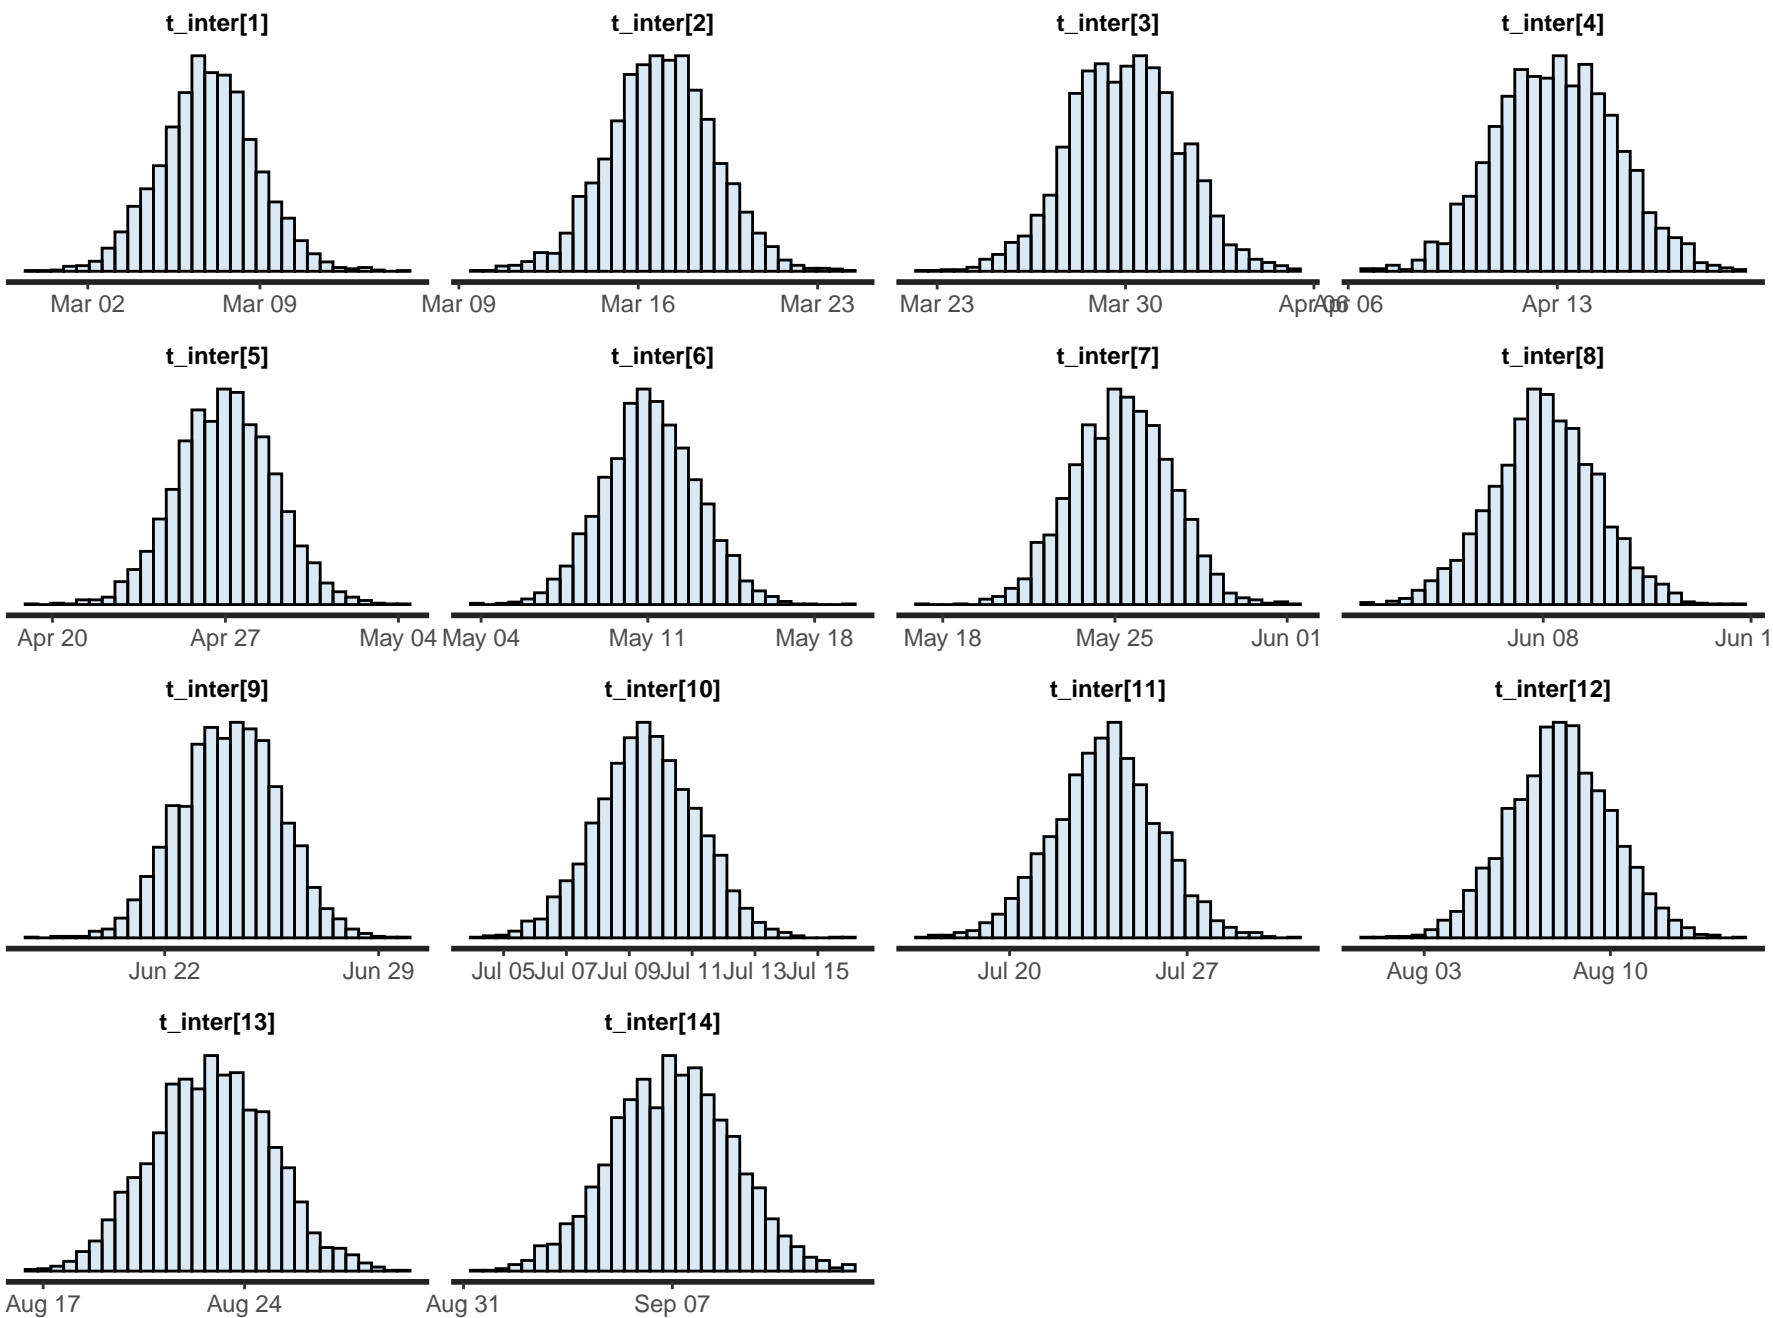 t_inter[1] t_inter[2] t_inter[3] t_inter[4]
Mar 02 Mar 09 Mar 09 Mar 16 Mar 23 Mar 23 Mar 30 Apr 06 Apr 06 Apr 13
t_inter[5] t_inter[6] t_inter[7] t_inter[8]
Apr 20 Apr 27 May 04 May 04 May 11 May 18 May 18 May 25 Jun 01 Jun 08 Jun 1
t_inter[9] t_inter[10] t_inter[11] t_inter[12]
Jun 22 Jun 29 Jul 05 Jul 07 Jul 09 Jul 11 Jul 13 Jul 15 Jul 20 Jul 27 Aug 03 Aug 10
t_inter[13] t_inter[14]
Aug 17 Aug 24 Aug 31 Sep 07